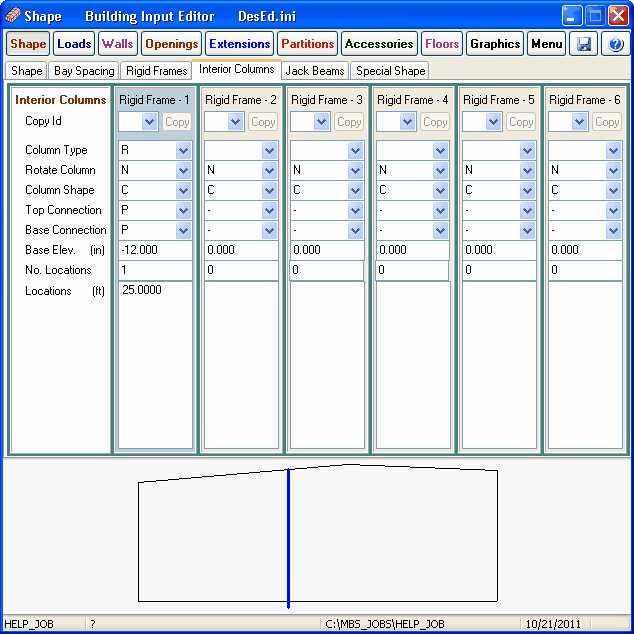 Shape Building Input Editor DesEd.ini
Shape Loads Walls Openings Extensions Partitions Accessories Floors Graphics Menu ?
Shape Bay Spacing Rigid Frames Interior Columns Jack Beams Special Shape
Interior Columns Rigid Frame - 1 Rigid Frame - 2 Rigid Frame - 3 Rigid Frame - 4 Rigid Frame - 5 Rigid Frame - 6
Copy Id Copy Copy Copy Copy Copy Copy
Column Type R
Rotate Column N N N N N N
Column Shape C C C C C C
Top Connection P - - - - -
Base Connection P - - - - -
Base Elev. (in) -12.000 0.000 0.000 0.000 0.000 0.000
No. Locations 1 0 0 0 0 0
Locations (ft) 25.0000
HELP_JOB ? C:\MBS_JOBS\HELP_JOB 10/21/2011